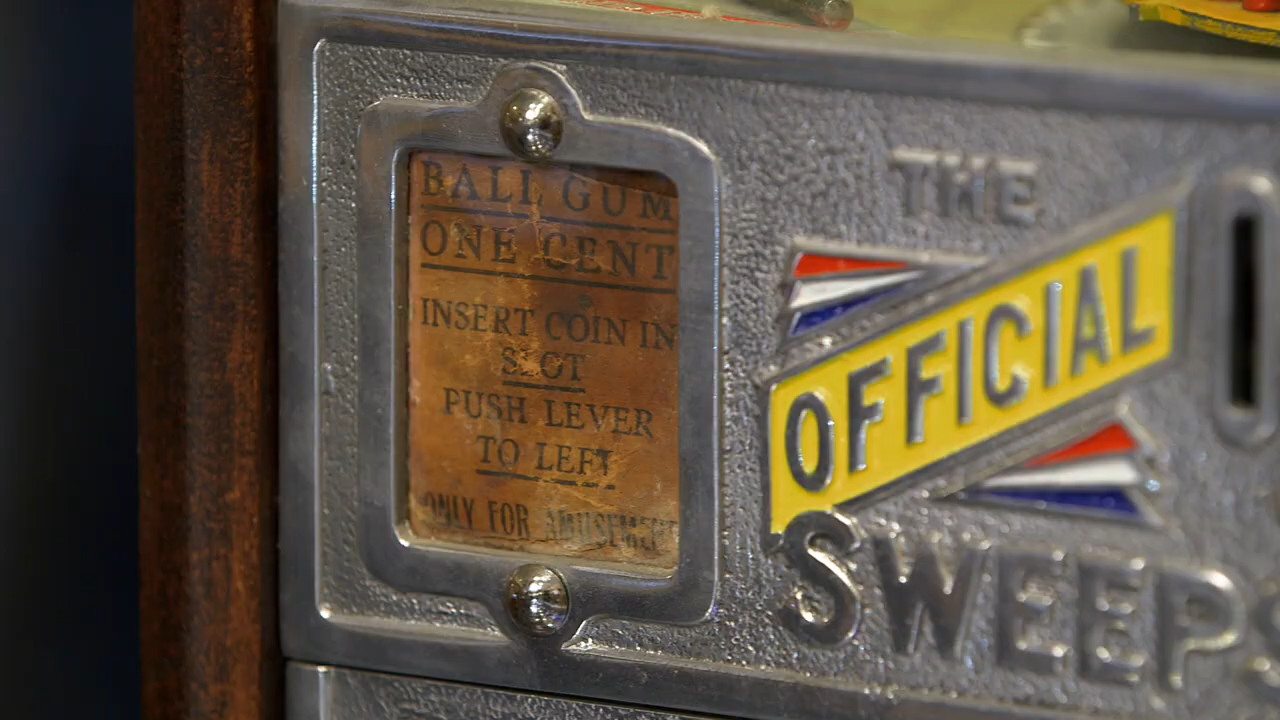 BALL GUM
ONE CENT
INSERT COIN IN
SLOT
PUSH LEVER
TO LEFT
ONLY FOR AMUSEMENT
THE
OFFICIAL
SWEEPS